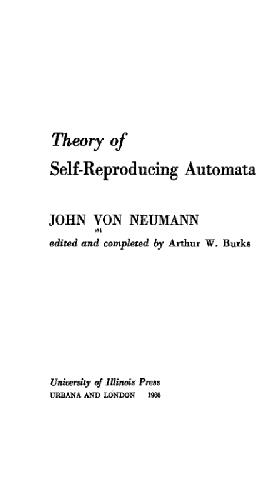 Theory of
Self-Reproducing Automata
JOHN VON NEUMANN
edited and completed by Arthur W. Burks
University of Illinois Press
URBANA AND LONDON 1966